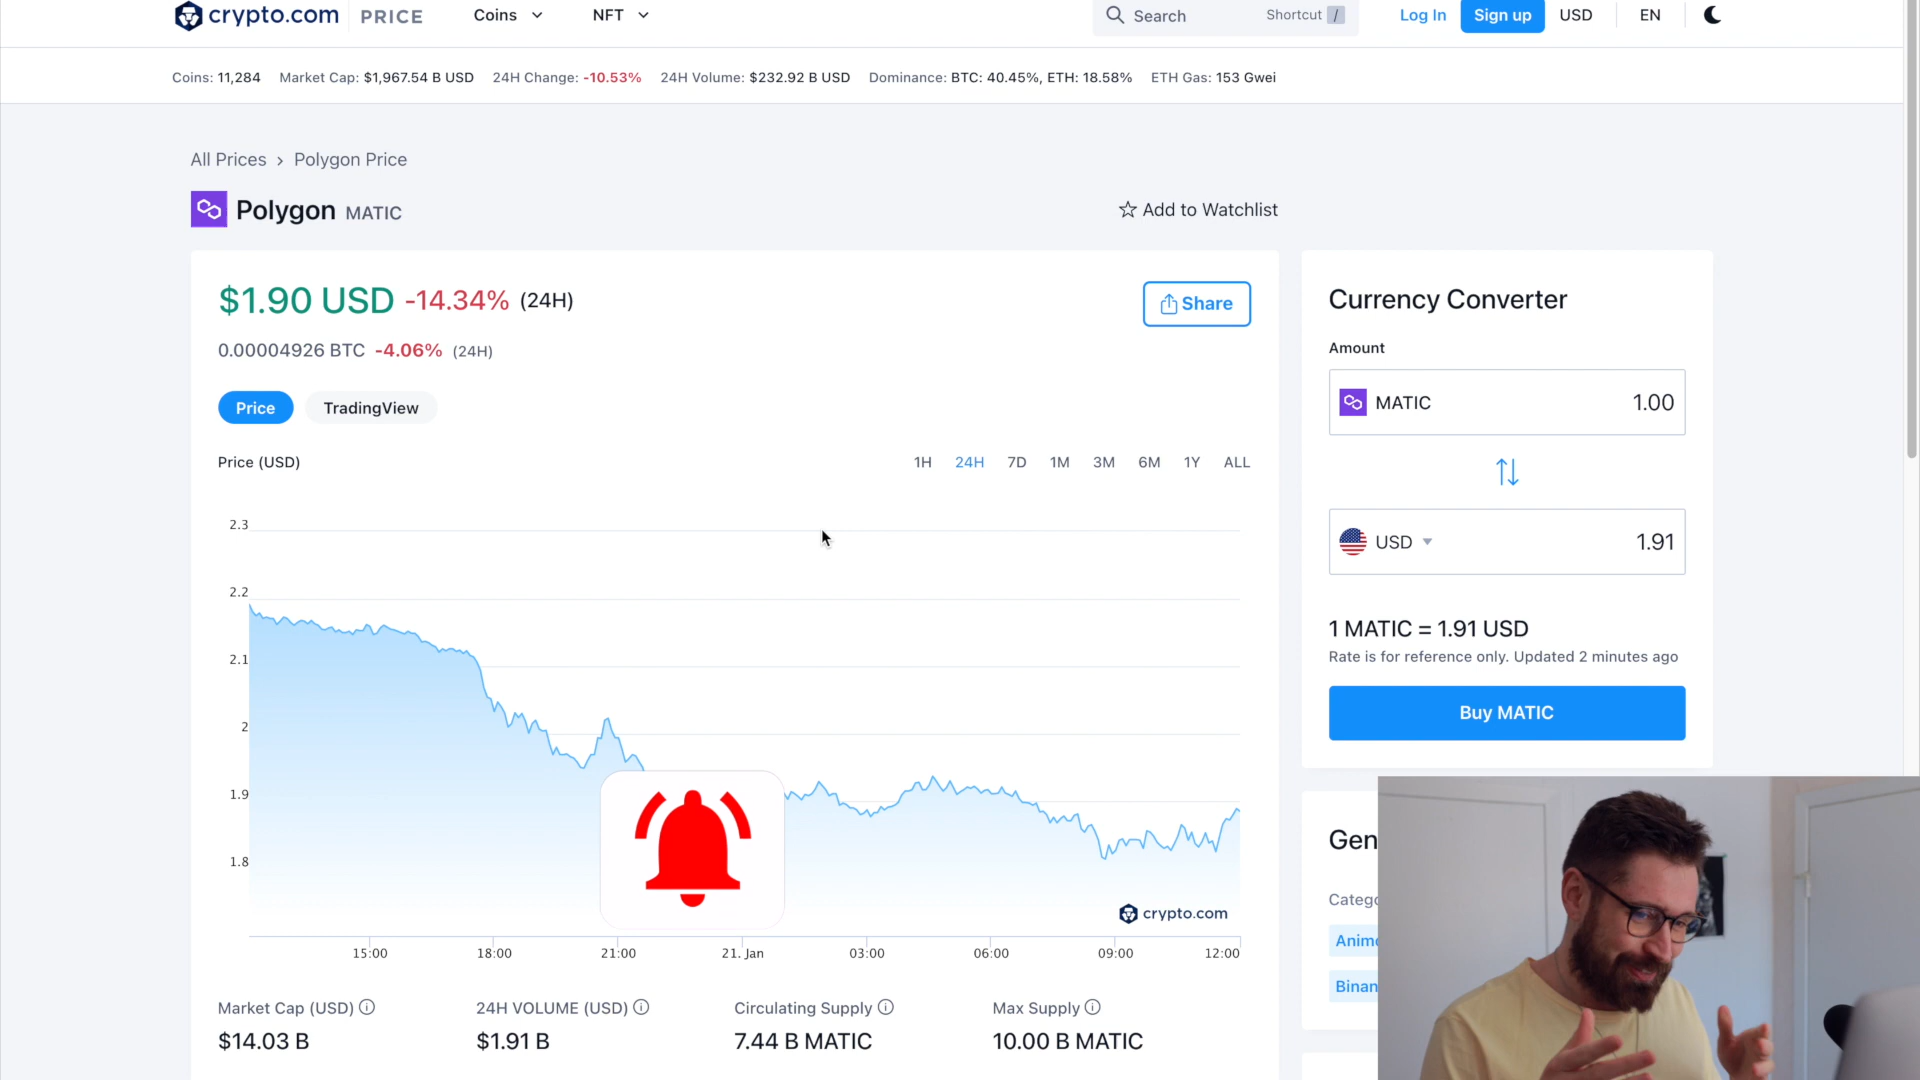 crypto.com PRICE Coins NFT Search Shortcut / Log In Sign up USD EN
Coins: 11,284 Market Cap: $1,967.54 B USD 24H Change: -10.53% 24H Volume: $232.92 B USD Dominance: BTC: 40.45%, ETH: 18.58% ETH Gas: 153 Gwei
All Prices › Polygon Price
Polygon MATIC
Add to Watchlist
$1.90 USD -14.34% (24H)
Share
0.00004926 BTC -4.06% (24H)
Price TradingView
Price (USD)
1H 24H 7D 1M 3M 6M 1Y ALL
2.3
2.2
2.1
2
1.9
1.8
crypto.com
15:00 18:00 21:00 21. Jan 03:00 06:00 09:00 12:00
Market Cap (USD) 24H VOLUME (USD) Circulating Supply Max Supply
$14.03 B $1.91 B 7.44 B MATIC 10.00 B MATIC
Currency Converter
Amount
MATIC 1.00
USD 1.91
1 MATIC = 1.91 USD
Rate is for reference only. Updated 2 minutes ago
Buy MATIC
Gen
Catego
Binan